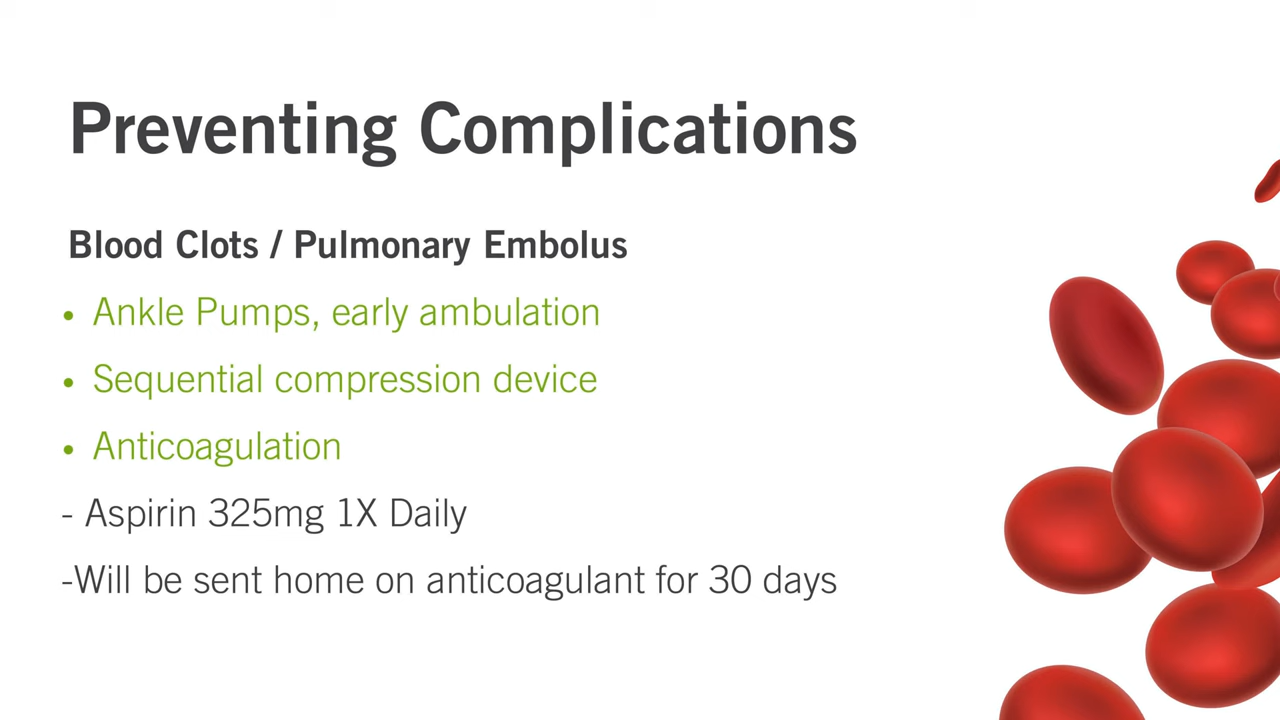 Preventing Complications
Blood Clots / Pulmonary Embolus
• Ankle Pumps, early ambulation
• Sequential compression device
• Anticoagulation
- Aspirin 325mg 1X Daily
-Will be sent home on anticoagulant for 30 days